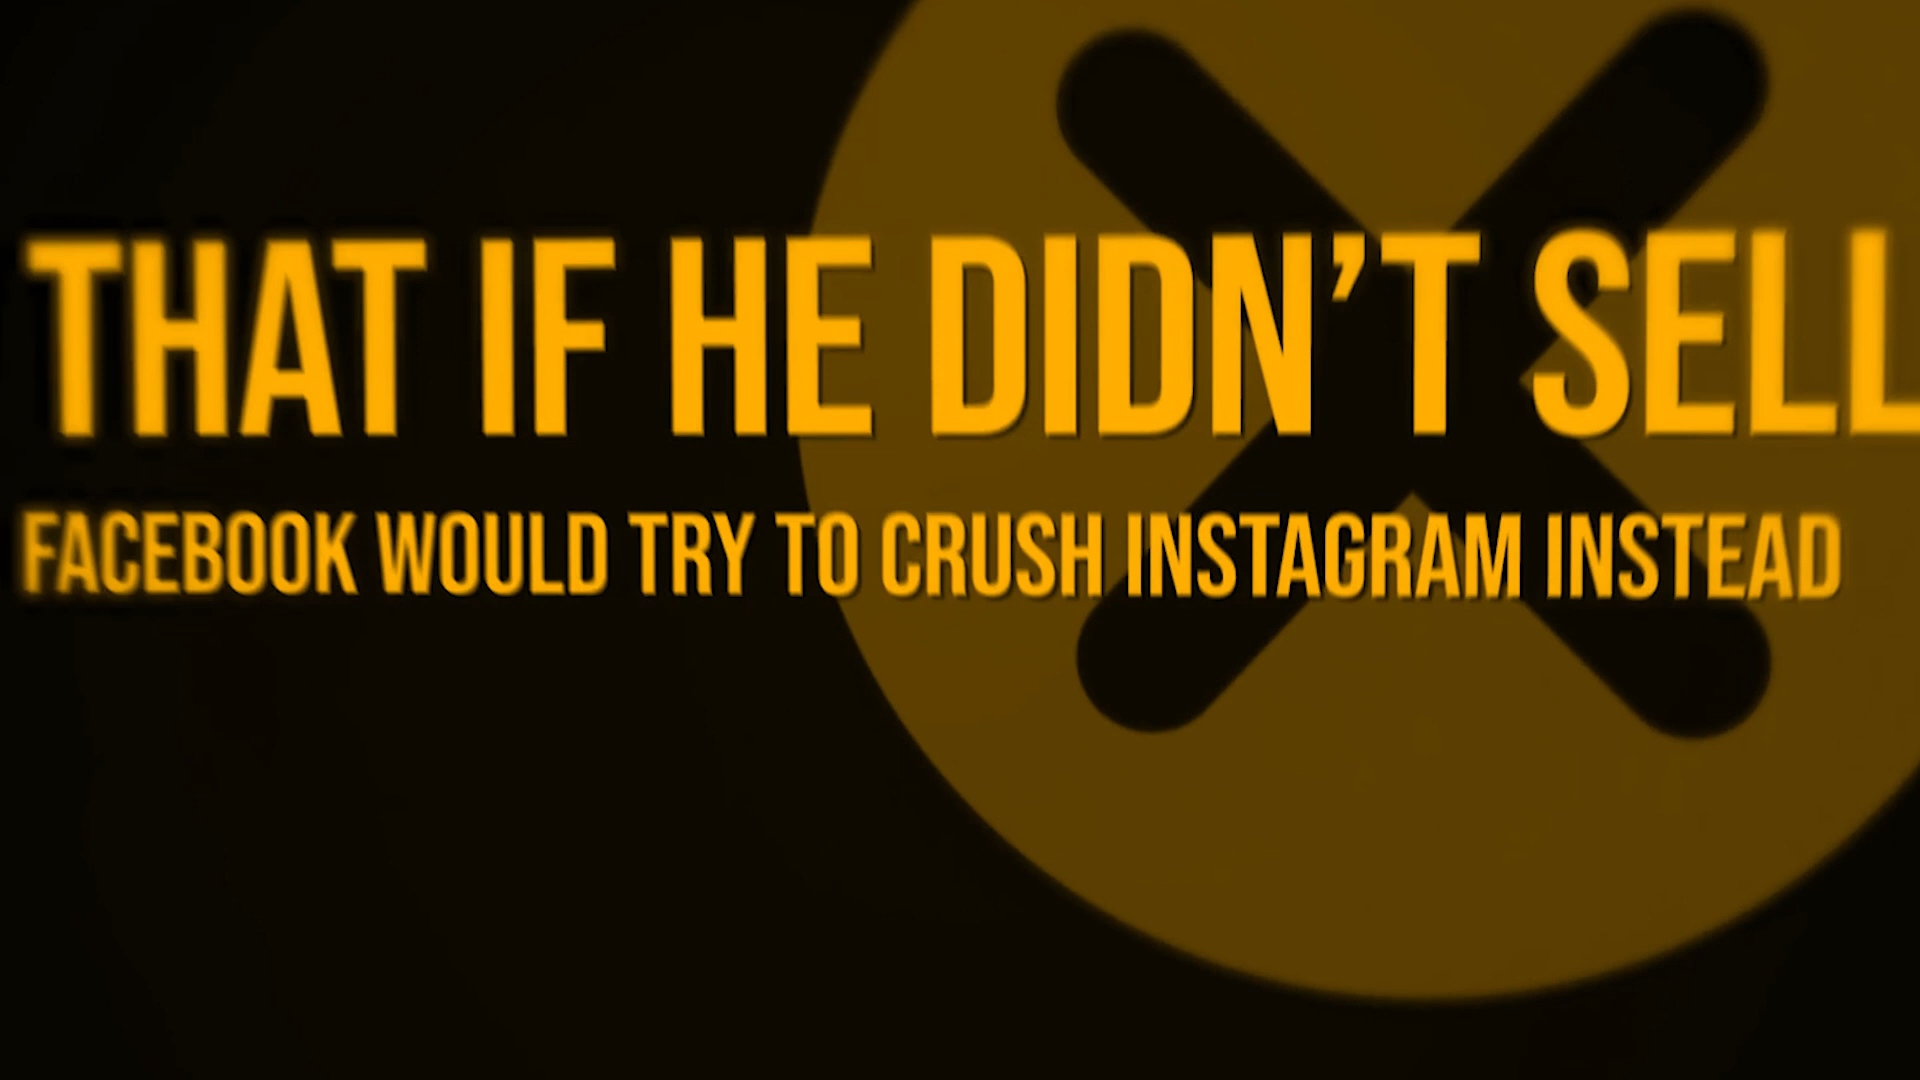 THAT IF HE DIDN’T SELL
FACEBOOK WOULD TRY TO CRUSH INSTAGRAM INSTEAD